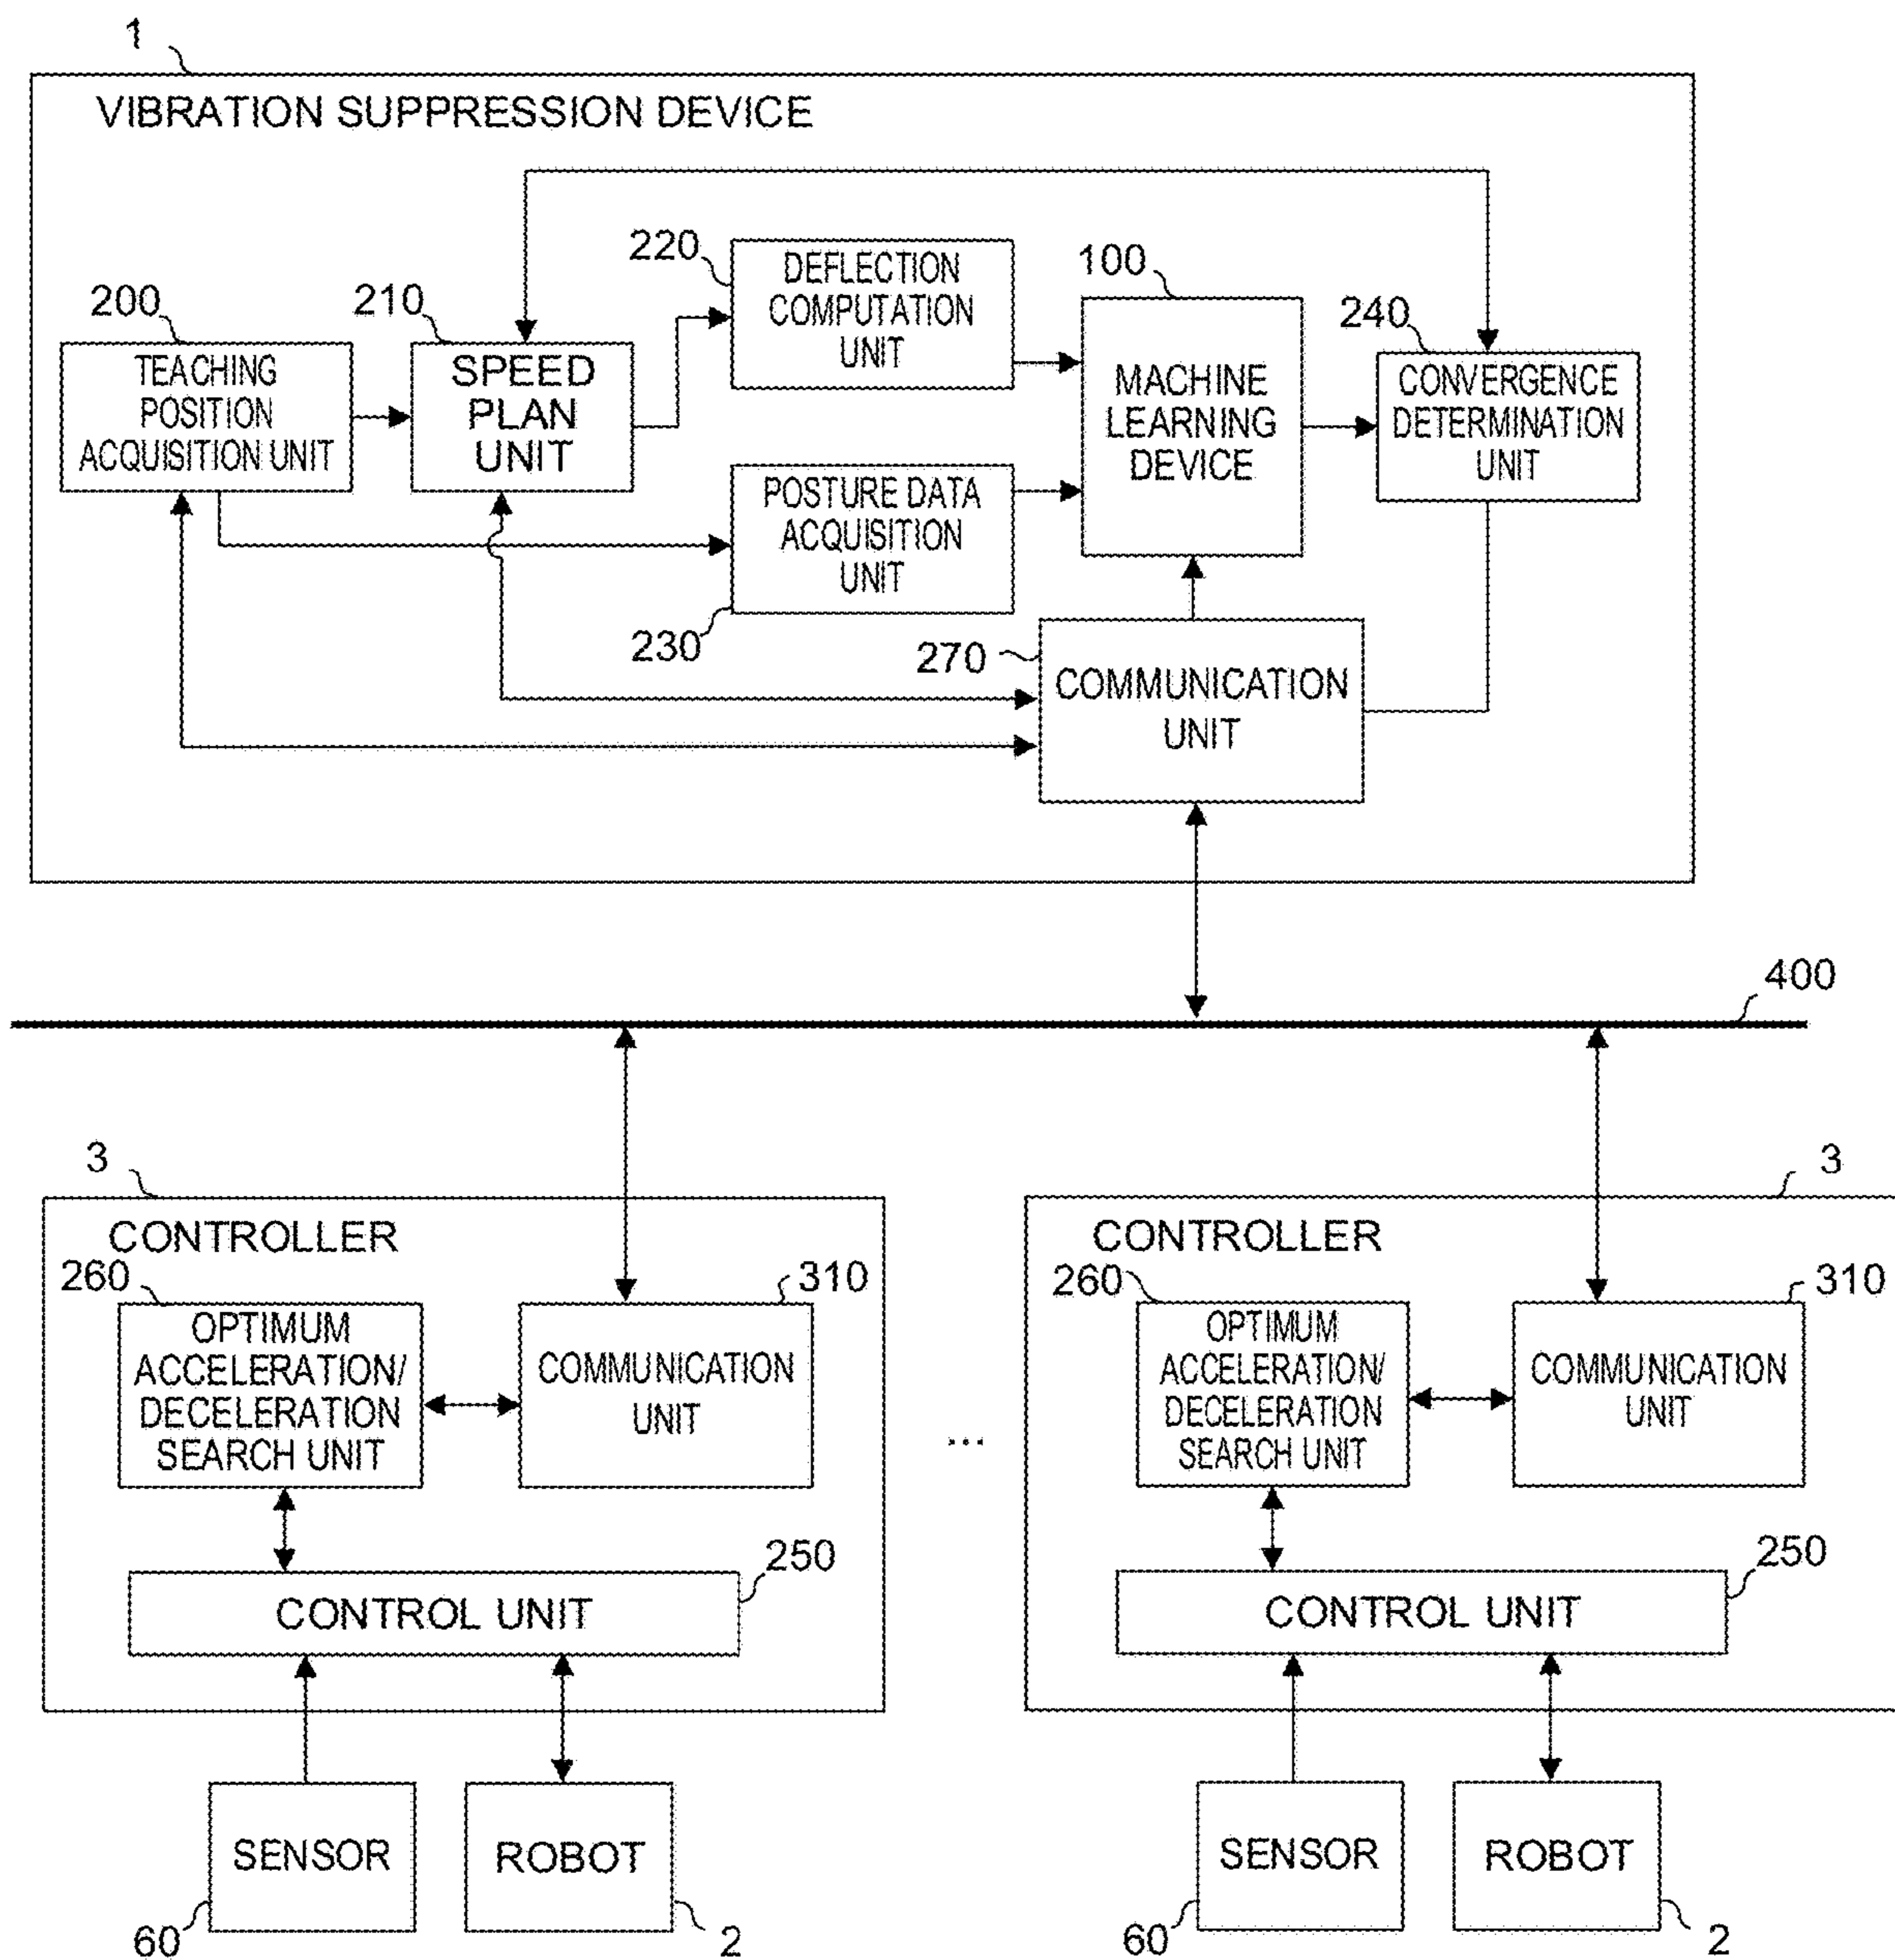 1
VIBRATION SUPPRESSION DEVICE
200
TEACHING
POSITION
ACQUISITION UNIT
210
SPEED
PLAN
UNIT
220
DEFLECTION
COMPUTATION
UNIT
POSTURE DATA
ACQUISITION
UNIT
230
100
MACHINE
LEARNING
DEVICE
240
CONVERGENCE
DETERMINATION
UNIT
270
COMMUNICATION
UNIT
400
3
CONTROLLER
260
OPTIMUM
ACCELERATION/
DECELERATION
SEARCH UNIT
310
COMMUNICATION
UNIT
250
CONTROL UNIT
SENSOR
60
ROBOT
2
...
3
CONTROLLER
260
OPTIMUM
ACCELERATION/
DECELERATION
SEARCH UNIT
310
COMMUNICATION
UNIT
250
CONTROL UNIT
SENSOR
60
ROBOT
2